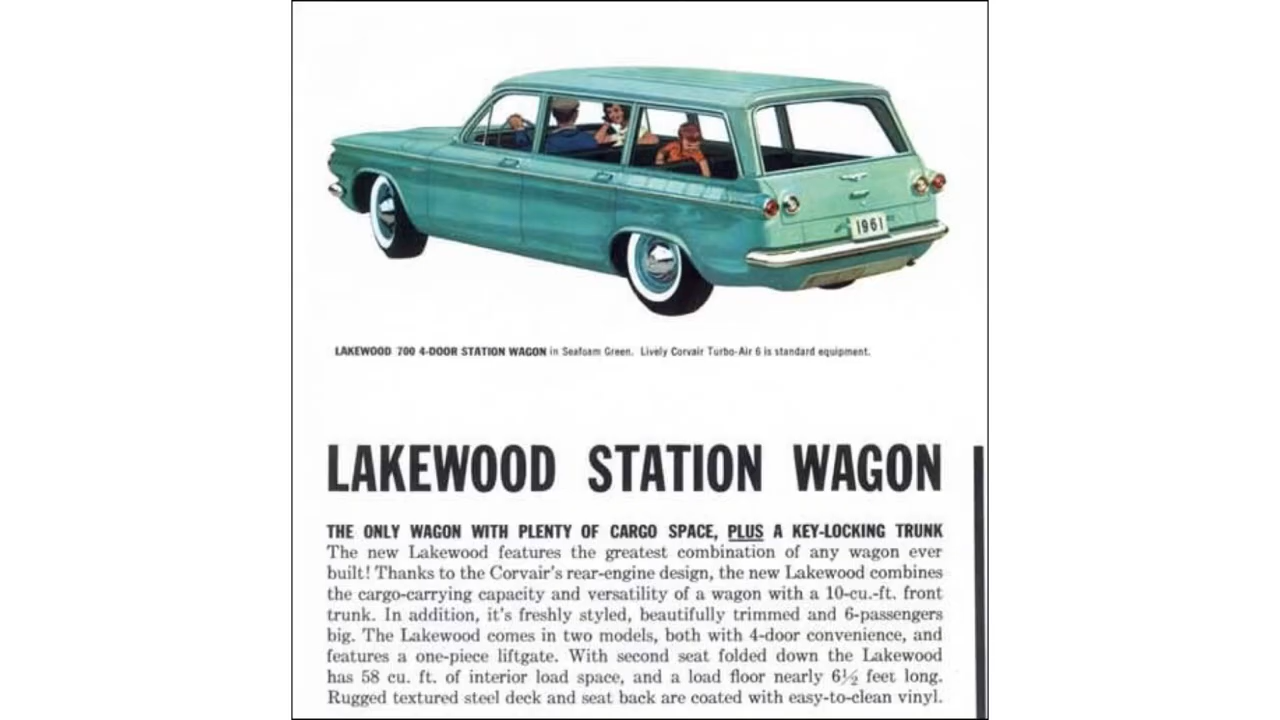 1961
LAKEWOOD 700 4-DOOR STATION WAGON in Seafoam Green. Lively Corvair Turbo-Air 6 is standard equipment.
LAKEWOOD STATION WAGON
THE ONLY WAGON WITH PLENTY OF CARGO SPACE, PLUS A KEY-LOCKING TRUNK
The new Lakewood features the greatest combination of any wagon ever
built! Thanks to the Corvair's rear-engine design, the new Lakewood combines
the cargo-carrying capacity and versatility of a wagon with a 10-cu.-ft. front
trunk. In addition, it's freshly styled, beautifully trimmed and 6-passengers
big. The Lakewood comes in two models, both with 4-door convenience, and
features a one-piece liftgate. With second seat folded down the Lakewood
has 58 cu. ft. of interior load space, and a load floor nearly 6½ feet long.
Rugged textured steel deck and seat back are coated with easy-to-clean vinyl.